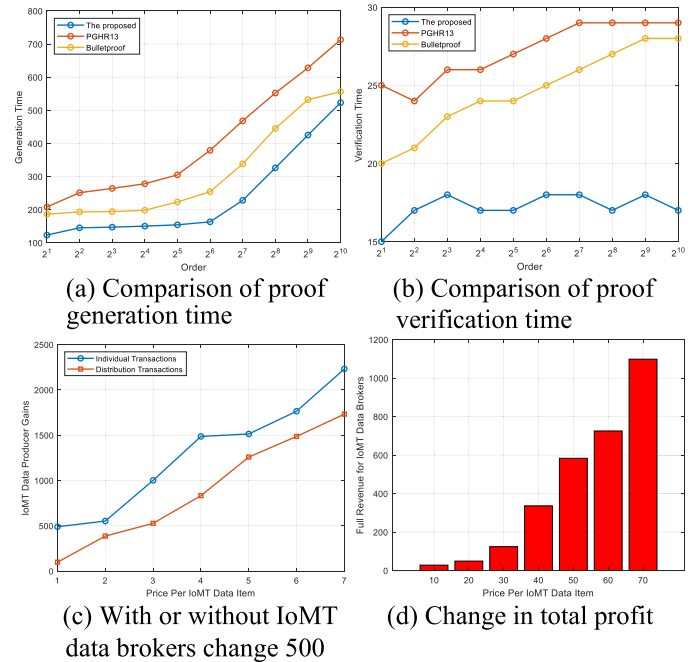 800
700
600
500
400
300
200
100
Generation Time
The proposed
PGHR13
Bulletproof
2^1 2^2 2^3 2^4 2^5 2^6 2^7 2^8 2^9 2^10
Order
(a) Comparison of proof
generation time
30
25
20
15
Verification Time
The proposed
PGHR13
Bulletproof
2^1 2^2 2^3 2^4 2^5 2^6 2^7 2^8 2^9 2^10
Order
(b) Comparison of proof
verification time
2500
2000
1500
1000
500
0
IoMT Data Producer Gains
Individual Transactions
Distribution Transactions
1 2 3 4 5 6 7
Price Per IoMT Data Item
(c) With or without IoMT
data brokers change 500
1200
1000
800
600
400
200
0
Full Revenue for IoMT Data Brokers
10 20 30 40 50 60 70
Price Per IoMT Data Item
(d) Change in total profit